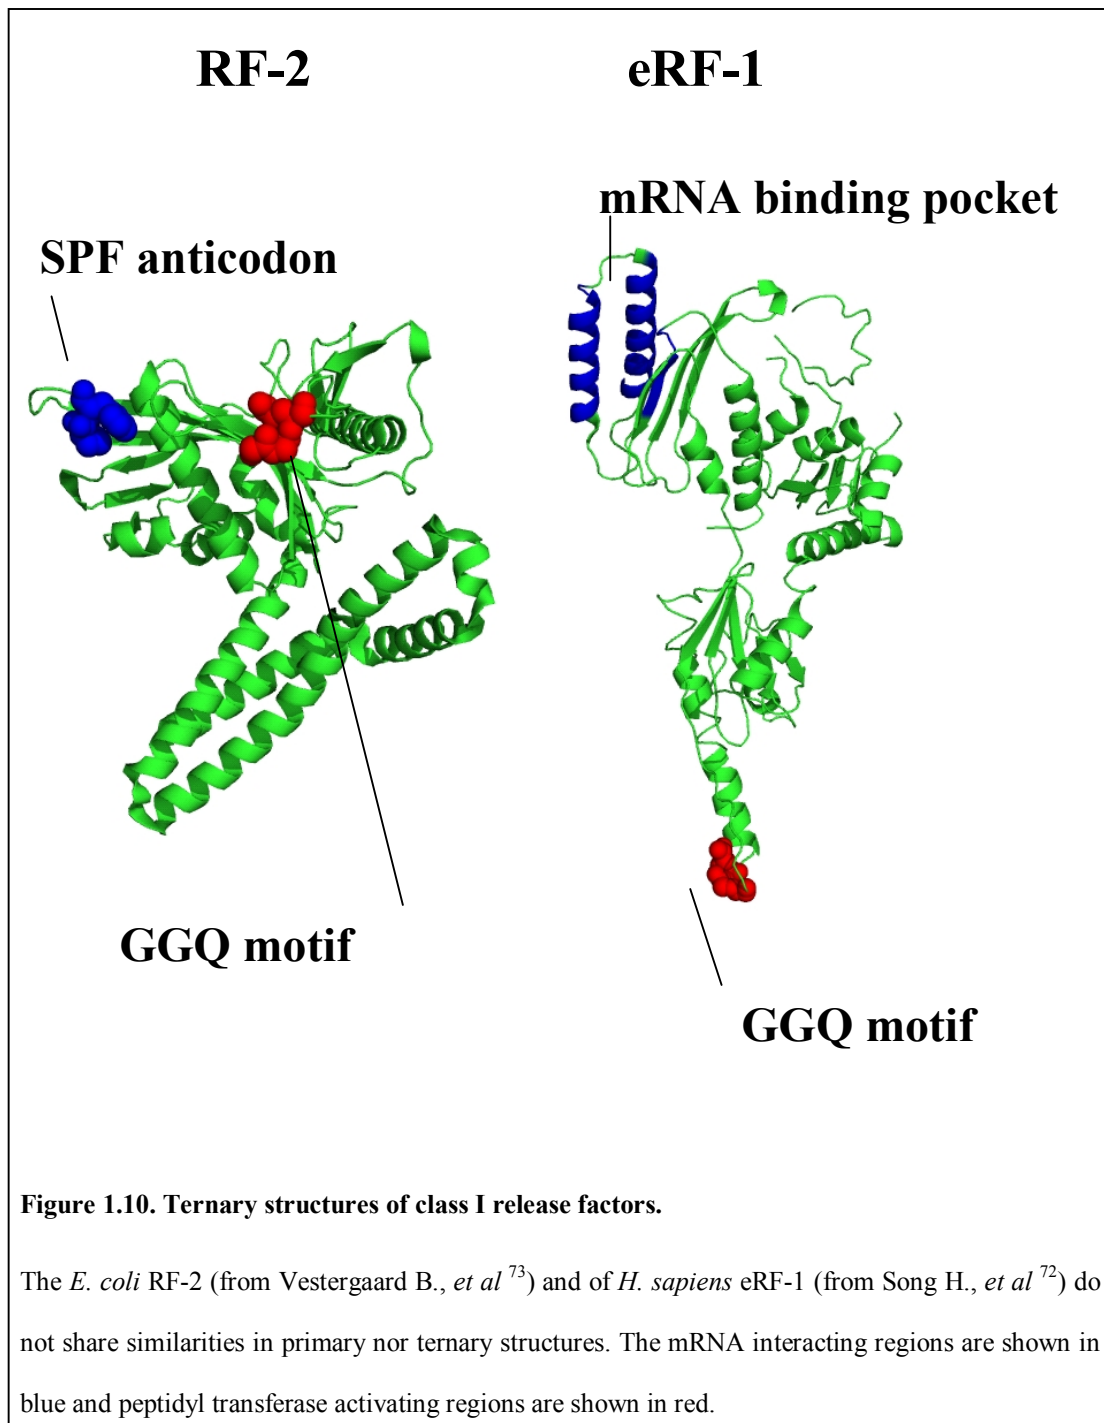 RF-2
eRF-1
mRNA binding pocket
SPF anticodon
GGQ motif
GGQ motif
Figure 1.10. Ternary structures of class I release factors.
The E. coli RF-2 (from Vestergaard B., et al 73) and of H. sapiens eRF-1 (from Song H., et al 72) do
not share similarities in primary nor ternary structures. The mRNA interacting regions are shown in
blue and peptidyl transferase activating regions are shown in red.